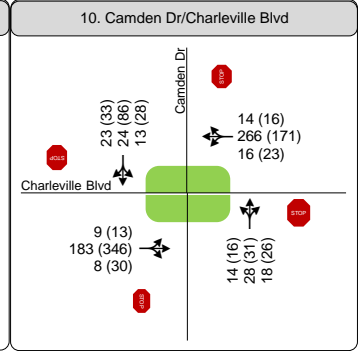 10. Camden Dr/Charleville Blvd
Camden Dr
STOP
23 (33)
24 (86)
13 (28)
14 (16)
266 (171)
16 (23)
STOP
Charleville Blvd
STOP
9 (13)
183 (346)
8 (30)
14 (16)
28 (31)
18 (26)
STOP